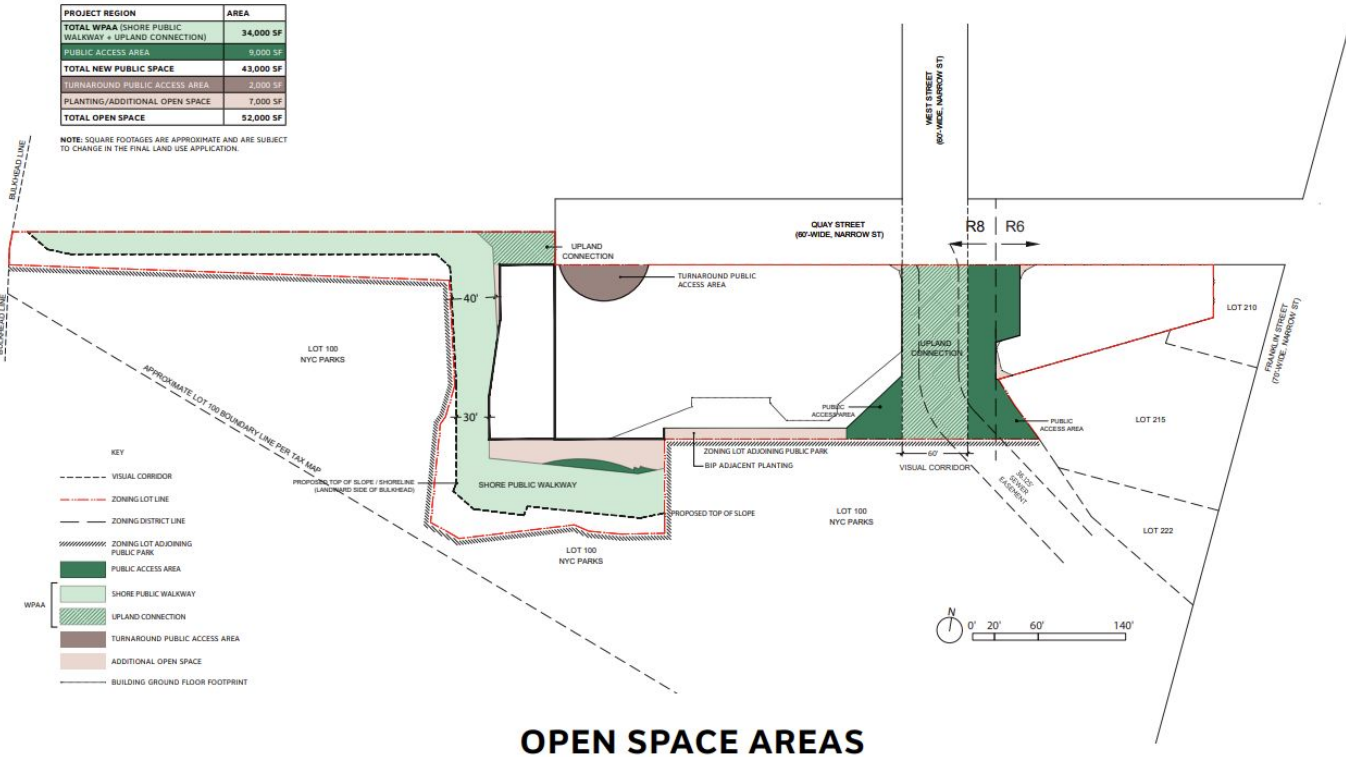 PROJECT REGION AREA
TOTAL WPAA (SHORE PUBLIC
WALKWAY + UPLAND CONNECTION) 34,000 SF
PUBLIC ACCESS AREA 9,000 SF
TOTAL NEW PUBLIC SPACE 43,000 SF
TURNAROUND PUBLIC ACCESS AREA 2,000 SF
PLANTING/ADDITIONAL OPEN SPACE 7,000 SF
TOTAL OPEN SPACE 52,000 SF
NOTE: SQUARE FOOTAGES ARE APPROXIMATE AND ARE SUBJECT
TO CHANGE IN THE FINAL LAND USE APPLICATION.
BULKHEAD LINE
BULKHEAD LINE
WEST STREET
(60'-WIDE, NARROW ST)
QUAY STREET
(60'-WIDE, NARROW ST)
R8 R6
UPLAND
CONNECTION
TURNAROUND PUBLIC
ACCESS AREA
40'
30'
LOT 100
NYC PARKS
APPROXIMATE LOT 100 BOUNDARY LINE PER TAX MAP
UPLAND
CONNECTION
LOT 210
FRANKLIN STREET
(70'-WIDE, NARROW ST)
PUBLIC
ACCESS AREA
PUBLIC
ACCESS AREA
LOT 215
ZONING LOT ADJOINING PUBLIC PARK
BIP ADJACENT PLANTING
60'
VISUAL CORRIDOR
36.125'
SEWER
EASEMENT
PROPOSED TOP OF SLOPE / SHORELINE
(LANDWARD SIDE OF BULKHEAD)
SHORE PUBLIC WALKWAY
PROPOSED TOP OF SLOPE
LOT 100
NYC PARKS
LOT 222
LOT 100
NYC PARKS
KEY
VISUAL CORRIDOR
ZONING LOT LINE
ZONING DISTRICT LINE
ZONING LOT ADJOINING
PUBLIC PARK
PUBLIC ACCESS AREA
WPAA
SHORE PUBLIC WALKWAY
UPLAND CONNECTION
TURNAROUND PUBLIC ACCESS AREA
ADDITIONAL OPEN SPACE
BUILDING GROUND FLOOR FOOTPRINT
N
0' 20' 60' 140'
OPEN SPACE AREAS